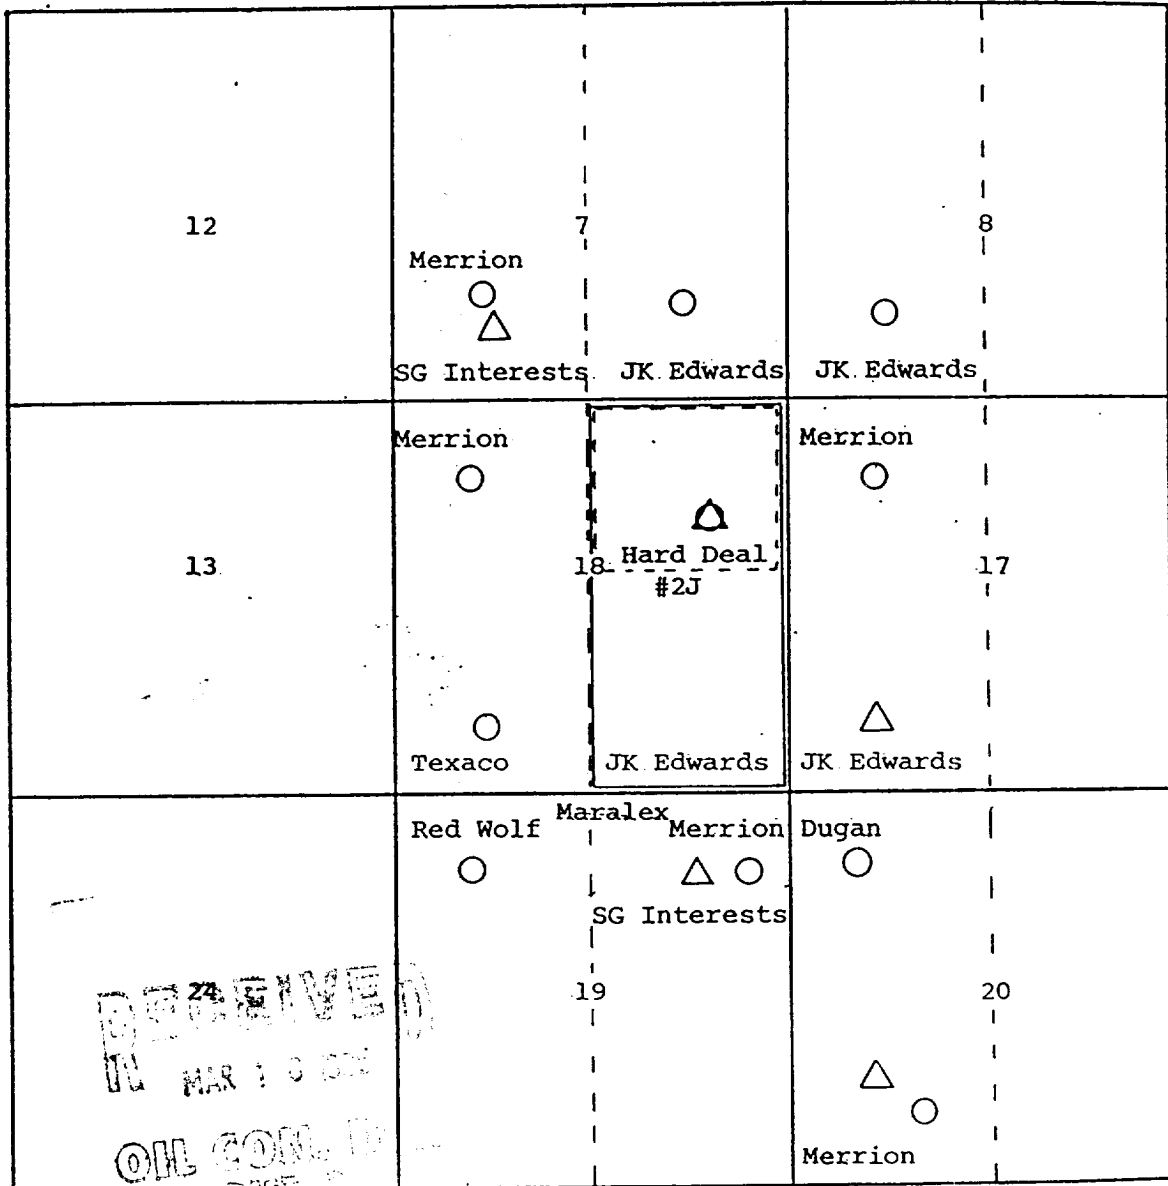 12
7
8
Merrion
SG Interests
JK Edwards
JK Edwards
Merrion
Merrion
13
18
Hard Deal
#2J
17
Texaco
JK Edwards
JK Edwards
Maralex
Red Wolf
Merrion
Dugan
SG Interests
24
19
20
RECEIVED
MAR 1
OIL CON.
Merrion